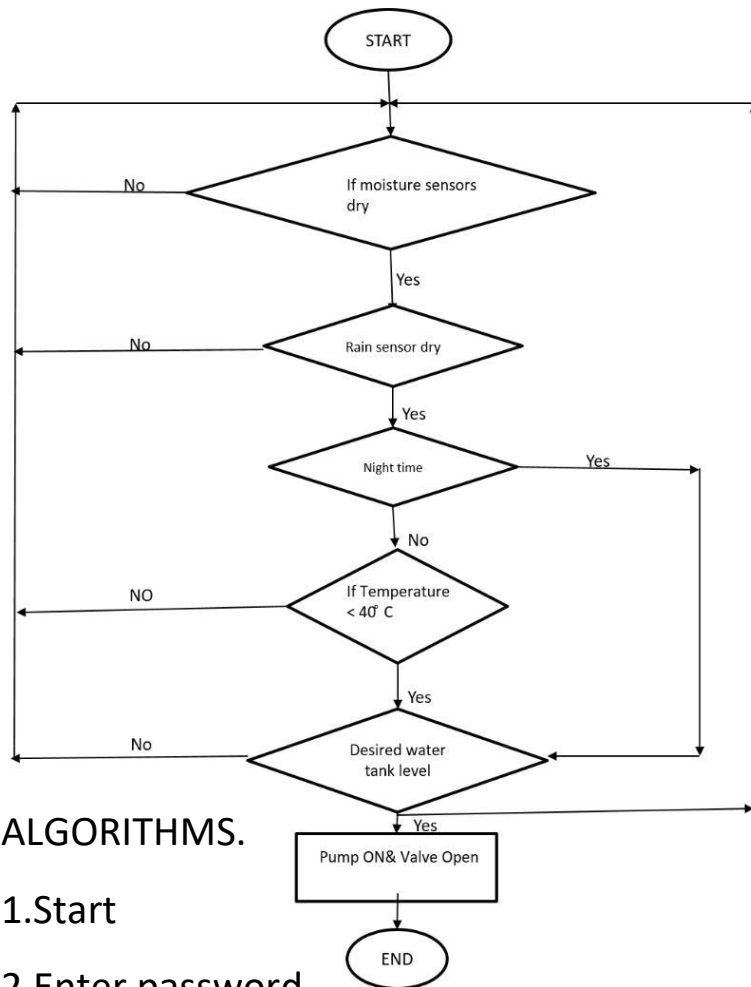 START
If moisture sensors
dry
No
Yes
Rain sensor dry
No
Yes
Night time
Yes
No
If Temperature
< 40° C
NO
Yes
Desired water
tank level
No
Yes
Pump ON& Valve Open
END
ALGORITHMS.
1.Start
2.Enter password